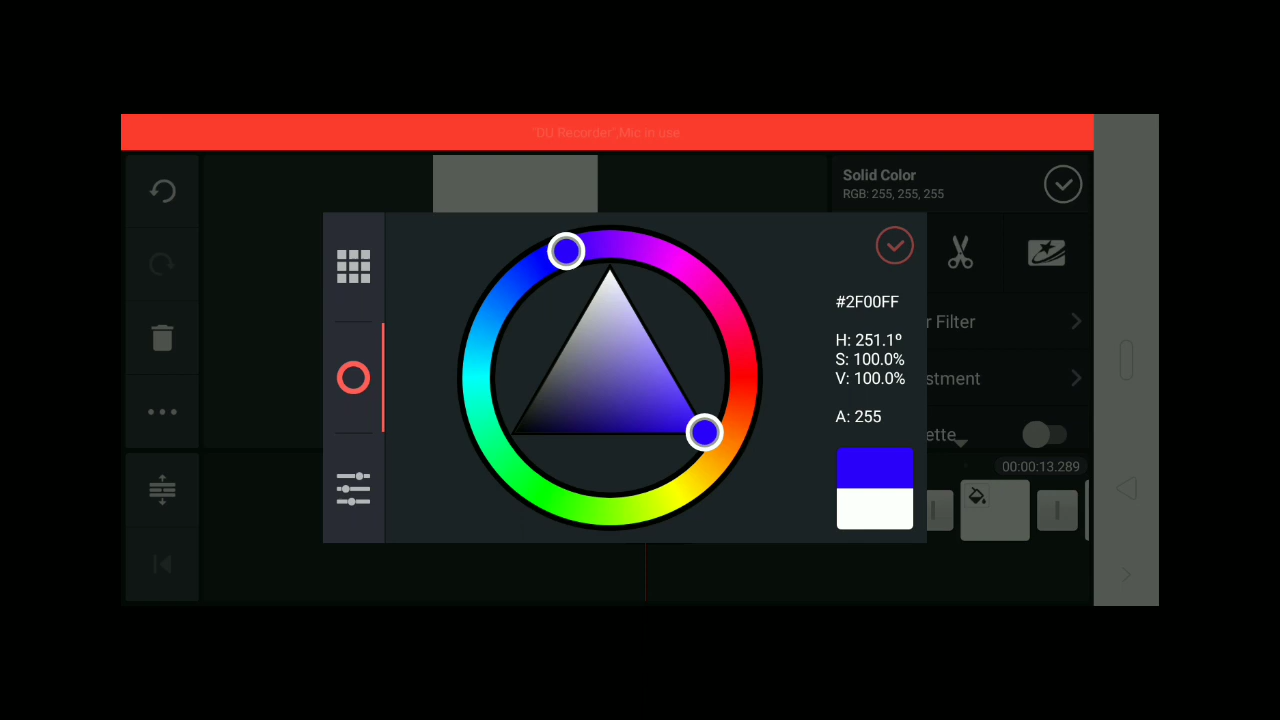 "DU Recorder" Mic in use
Solid Color
RGB: 255, 255, 255
#2F00FF
H: 251.1º
S: 100.0%
V: 100.0%
A: 255
r Filter
stment
ette
00:00:13.289